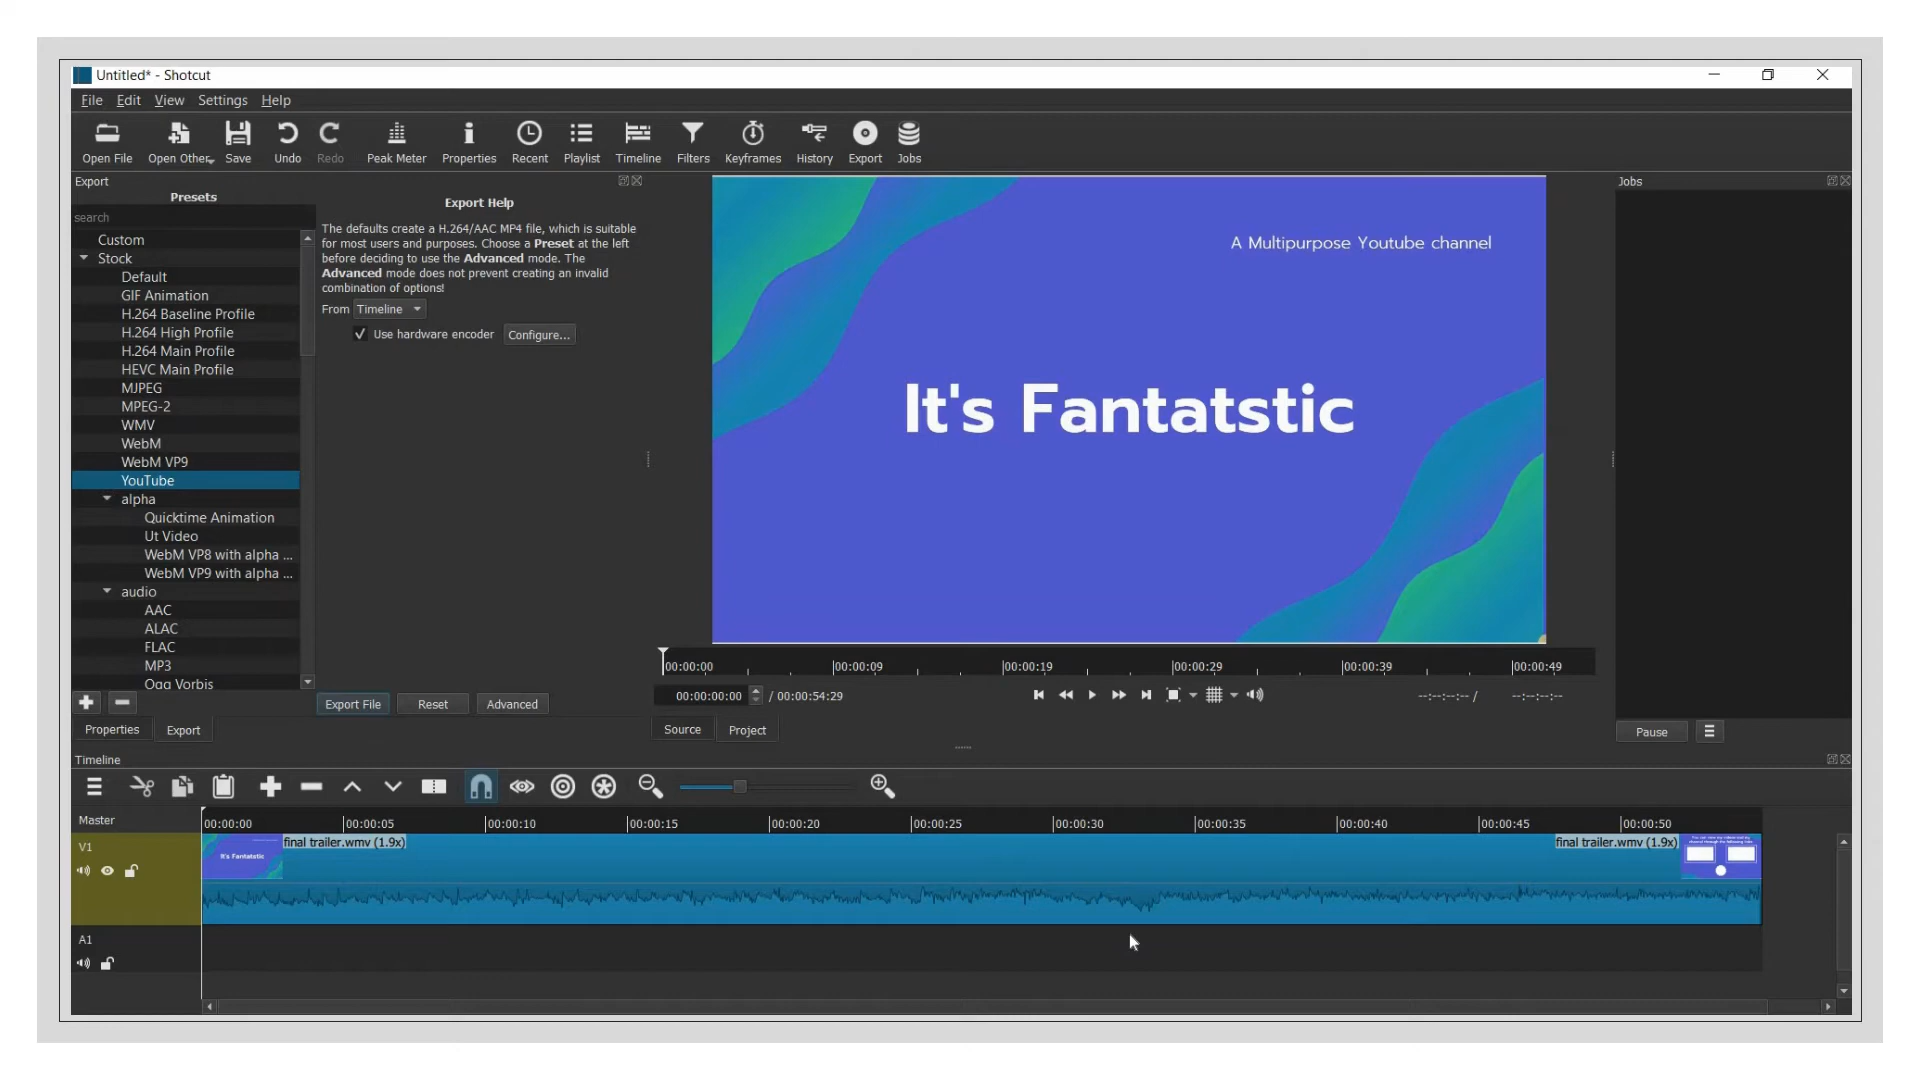 Untitled* - Shotcut
File Edit View Settings Help
Open File Open Other... Save Undo Redo Peak Meter Properties Recent Playlist Timeline Filters Keyframes History Export Jobs
Export
Presets
search
Custom
Stock
Default
GIF Animation
H.264 Baseline Profile
H.264 High Profile
H.264 Main Profile
HEVC Main Profile
MJPEG
MPEG-2
WMV
WebM
WebM VP9
YouTube
alpha
Quicktime Animation
Ut Video
WebM VP8 with alpha ...
WebM VP9 with alpha ...
audio
AAC
ALAC
FLAC
MP3
Ogg Vorbis
Export Help
The defaults create a H.264/AAC MP4 file, which is suitable
for most users and purposes. Choose a Preset at the left
before deciding to use the Advanced mode. The
Advanced mode does not prevent creating an invalid
combination of options!
From Timeline
Use hardware encoder Configure...
Export File Reset Advanced
Properties Export
A Multipurpose Youtube channel
It's Fantatstic
00:00:00 00:00:09 00:00:19 00:00:29 00:00:39 00:00:49
00:00:00:00 / 00:00:54:29 --:--:--:-- / --:--:--:--
Source Project
Jobs
Pause
Timeline
Master
00:00:00 00:00:05 00:00:10 00:00:15 00:00:20 00:00:25 00:00:30 00:00:35 00:00:40 00:00:45 00:00:50
V1
It's Fantatstic
final trailer.wmv (1.9x)
final trailer.wmv (1.9x)
A1